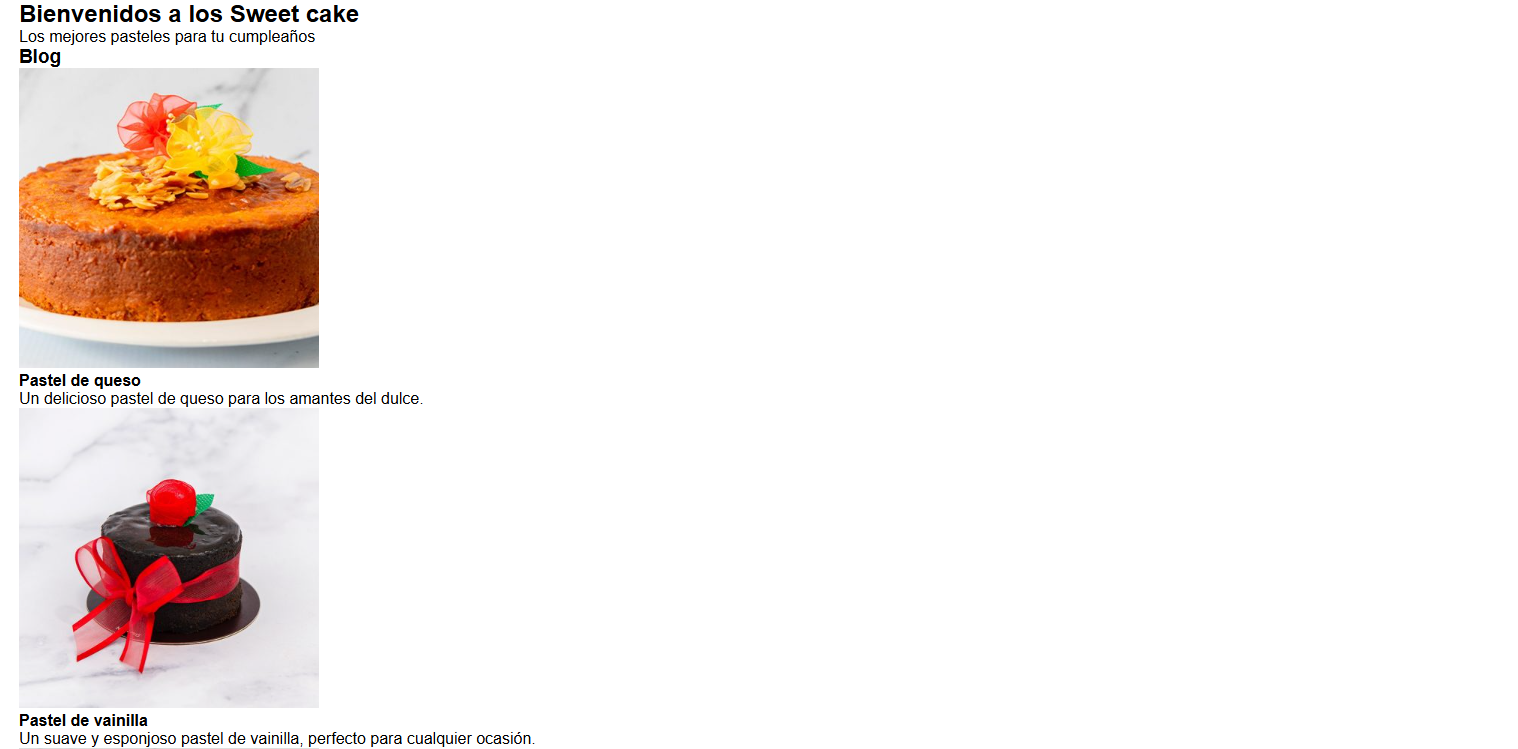 Bienvenidos a los Sweet cake
Los mejores pasteles para tu cumpleaños
Blog
Pastel de queso
Un delicioso pastel de queso para los amantes del dulce.
Pastel de vainilla
Un suave y esponjoso pastel de vainilla, perfecto para cualquier ocasión.